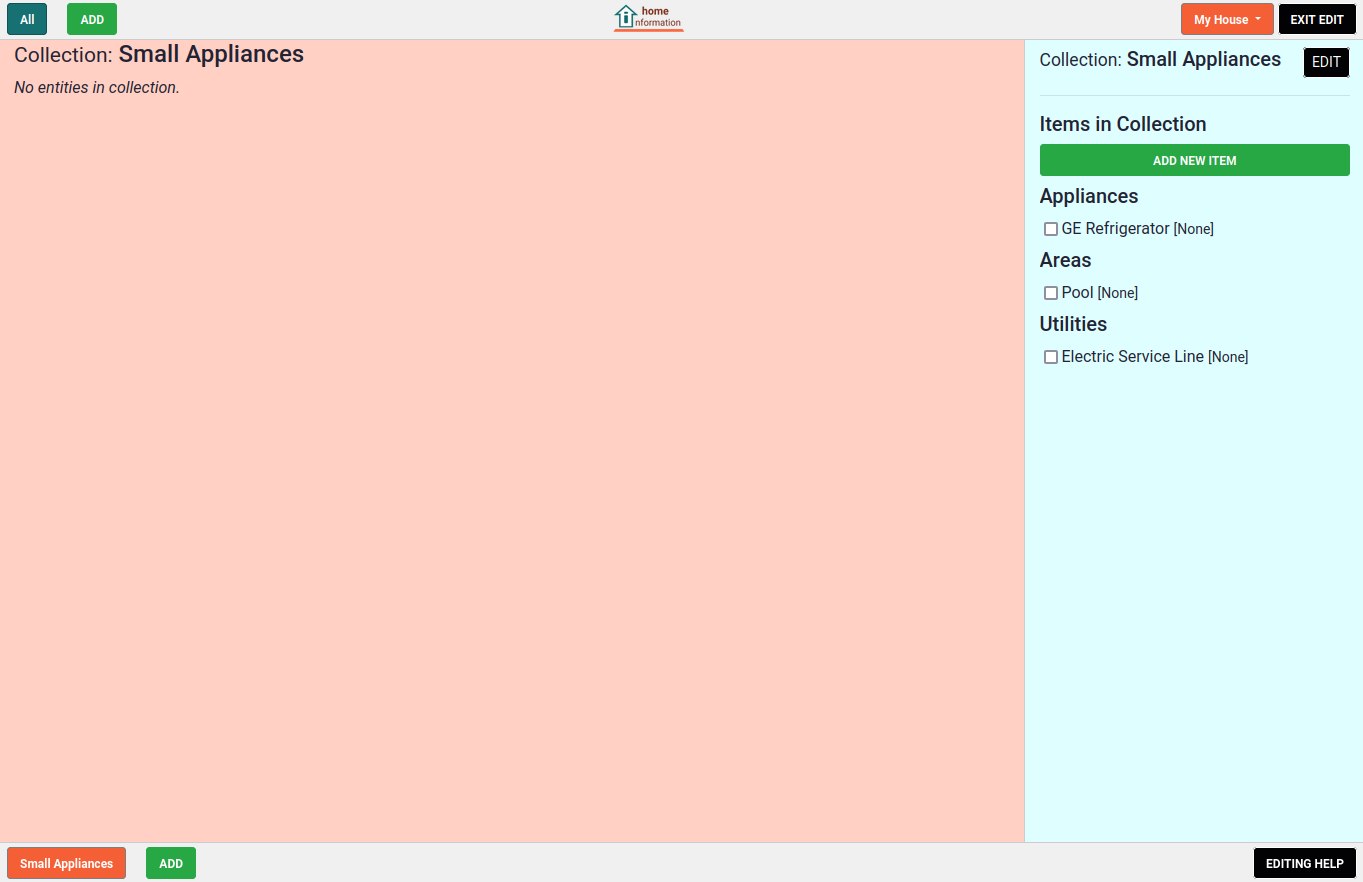 All
ADD
home
nformation
My House
EXIT EDIT
Collection: Small Appliances
No entities in collection.
Collection: Small Appliances
EDIT
Items in Collection
ADD NEW ITEM
Appliances
GE Refrigerator [None]
Areas
Pool [None]
Utilities
Electric Service Line [None]
Small Appliances
ADD
EDITING HELP